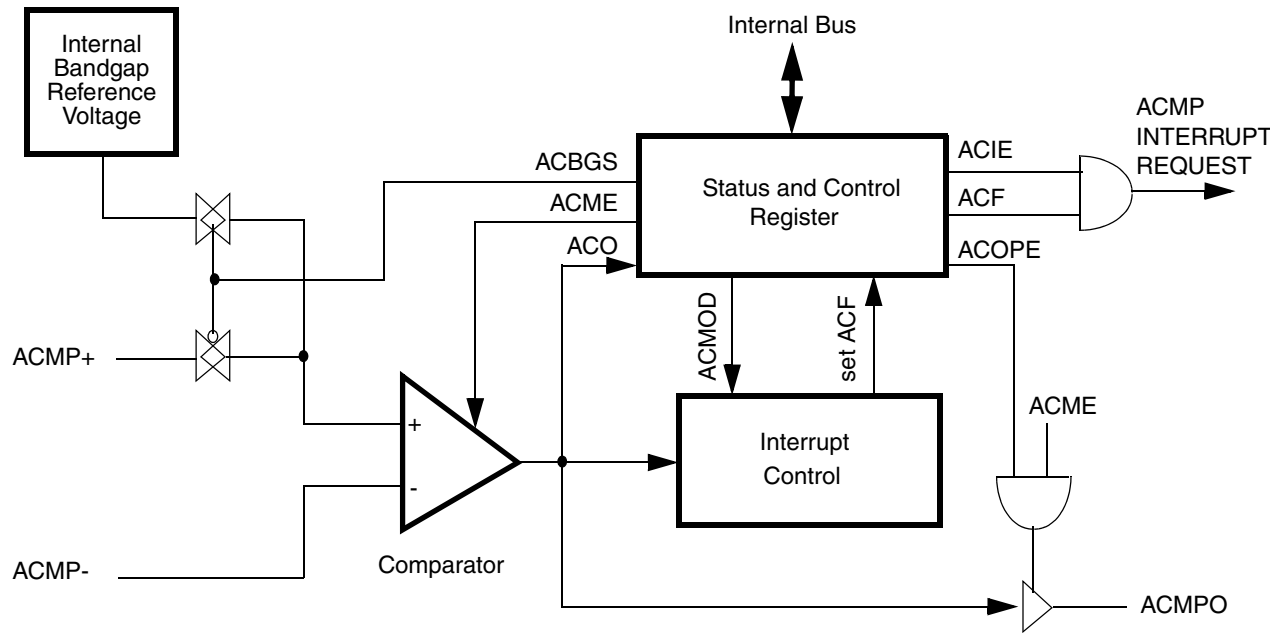 Internal
Bandgap
Reference
Voltage
Internal Bus
ACMP
INTERRUPT
REQUEST
ACBGS
ACME
ACO
Status and Control
Register
ACIE
ACF
ACOPE
ACMOD
set ACF
ACMP+
+
-
Comparator
Interrupt
Control
ACME
ACMP-
ACMPO